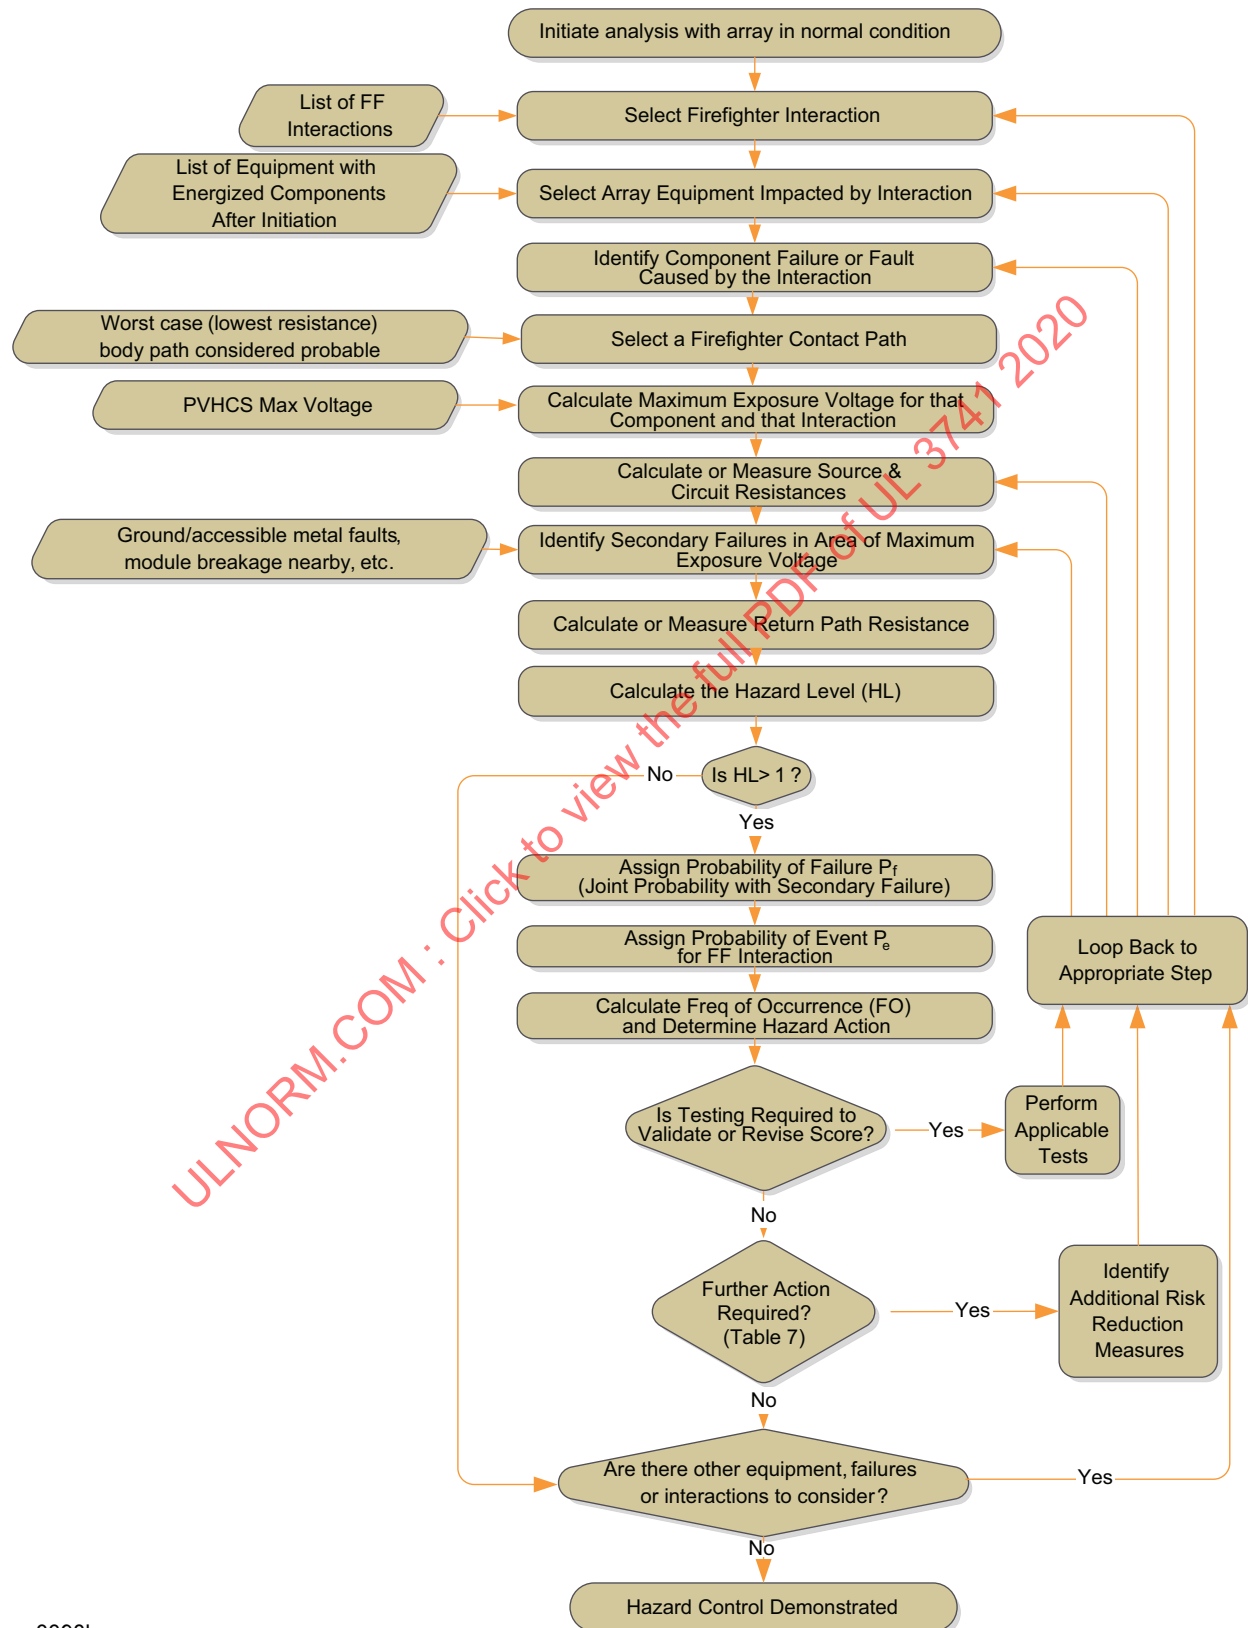 Initiate analysis with array in normal condition
List of FF
Interactions
Select Firefighter Interaction
List of Equipment with
Energized Components
After Initiation
Select Array Equipment Impacted by Interaction
Identify Component Failure or Fault
Caused by the Interaction
Worst case (lowest resistance)
body path considered probable
Select a Firefighter Contact Path
PVHCS Max Voltage
Calculate Maximum Exposure Voltage for that
Component and that Interaction
Calculate or Measure Source &
Circuit Resistances
Ground/accessible metal faults,
module breakage nearby, etc.
Identify Secondary Failures in Area of Maximum
Exposure Voltage
Calculate or Measure Return Path Resistance
Calculate the Hazard Level (HL)
No
Is HL> 1 ?
Yes
Assign Probability of Failure Pf
(Joint Probability with Secondary Failure)
Assign Probability of Event Pe
for FF Interaction
Calculate Freq of Occurrence (FO)
and Determine Hazard Action
Loop Back to
Appropriate Step
Is Testing Required to
Validate or Revise Score?
Yes
Perform
Applicable
Tests
No
Further Action
Required?
(Table 7)
Yes
Identify
Additional Risk
Reduction
Measures
No
Are there other equipment, failures
or interactions to consider?
Yes
No
Hazard Control Demonstrated
ULNORM.COM : Click to view the full PDF of UL 3741 2020